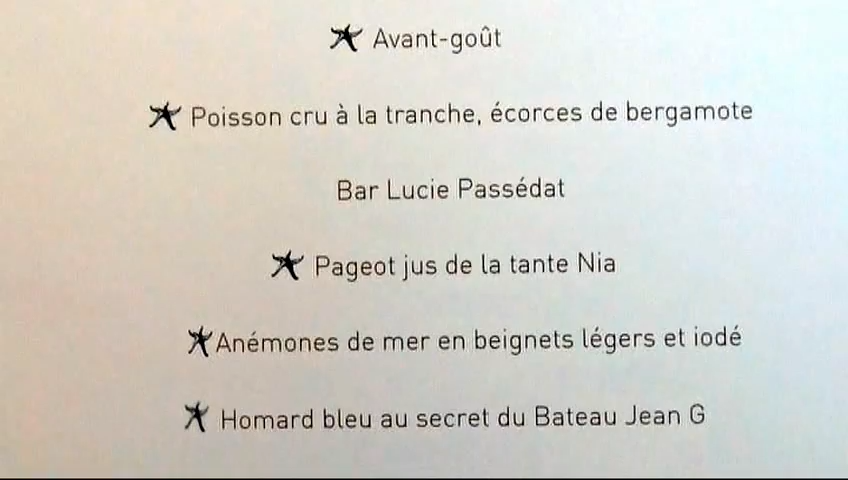 Avant-goût
Poisson cru à la tranche, écorces de bergamote
Bar Lucie Passédat
Pageot jus de la tante Nia
Anémones de mer en beignets légers et iodé
Homard bleu au secret du Bateau Jean G